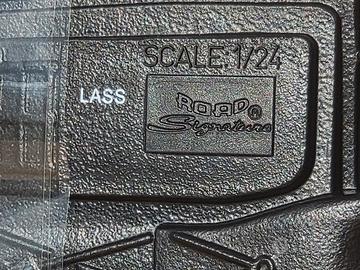 SCALE: 1/24
LASS
ROAD ®
Signature